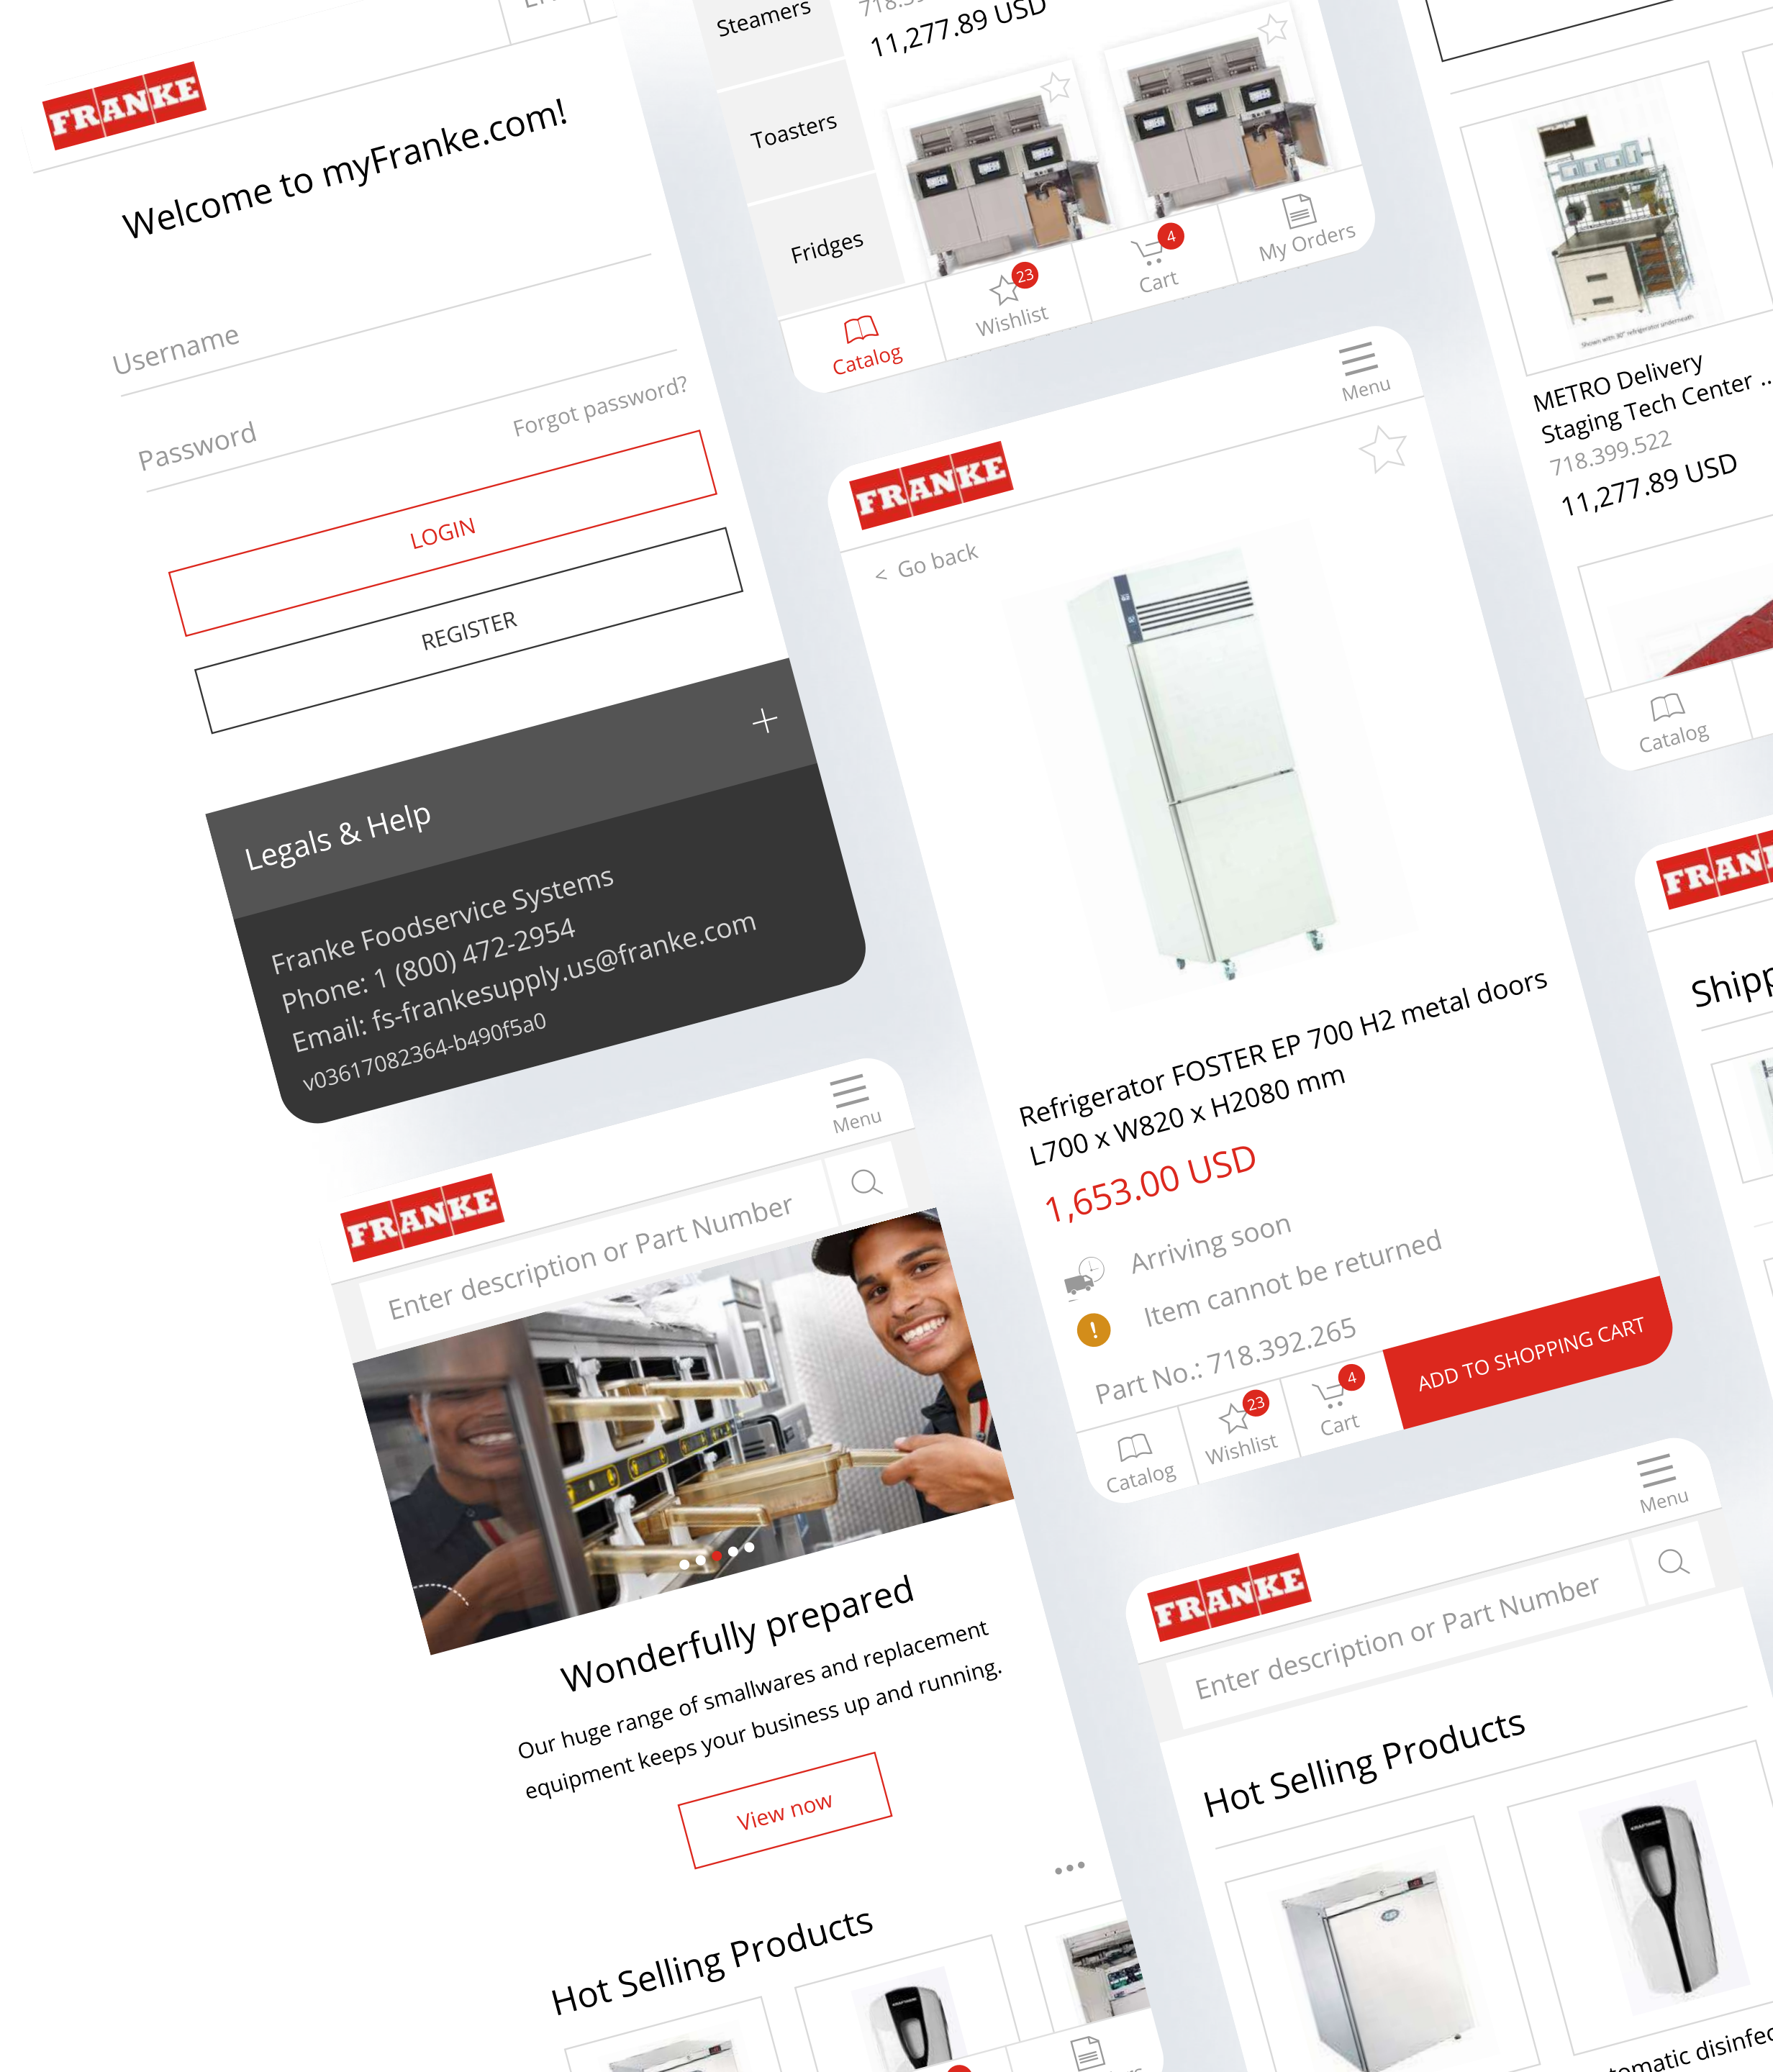 FRANKE
Welcome to myFranke.com!
Username
Password
Forgot password?
LOGIN
REGISTER
Legals & Help
Franke Foodservice Systems
Phone: 1 (800) 472-2954
Email: fs-frankesupply.us@franke.com
v03617082364-b490f5a0
Steamers
Toasters
Fridges
11,277.89 USD
Catalog
23
Wishlist
4
Cart
My Orders
Menu
FRANKE
< Go back
Refrigerator FOSTER EP 700 H2 metal doors
L700 x W820 x H2080 mm
1,653.00 USD
Arriving soon
Item cannot be returned
Part No.: 718.392.265
Catalog
23
Wishlist
4
Cart
ADD TO SHOPPING CART
Shown with 30" refrigerator underneath
METRO Delivery
Staging Tech Center ..
718.399.522
11,277.89 USD
Catalog
Menu
FRANKE
Enter description or Part Number
Wonderfully prepared
Our huge range of smallwares and replacement
equipment keeps your business up and running.
View now
Hot Selling Products
Menu
FRANKE
Enter description or Part Number
Hot Selling Products